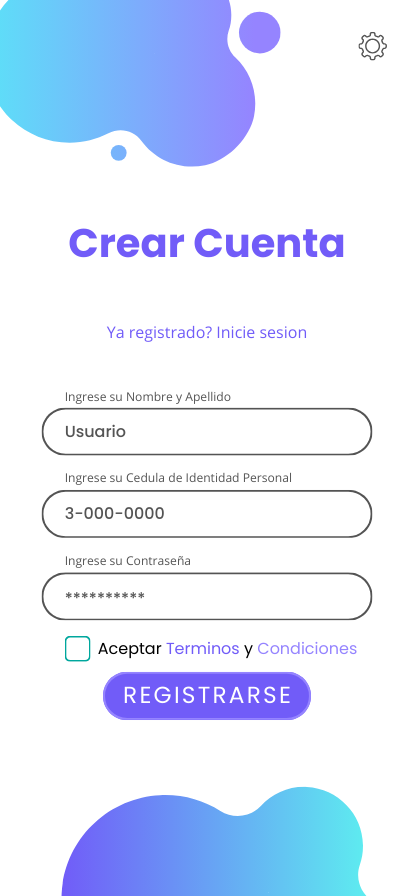 Crear Cuenta
Ya registrado? Inicie sesion
Ingrese su Nombre y Apellido
Usuario
Ingrese su Cedula de Identidad Personal
3-000-0000
Ingrese su Contraseña
**********
Aceptar Terminos y Condiciones
REGISTRARSE